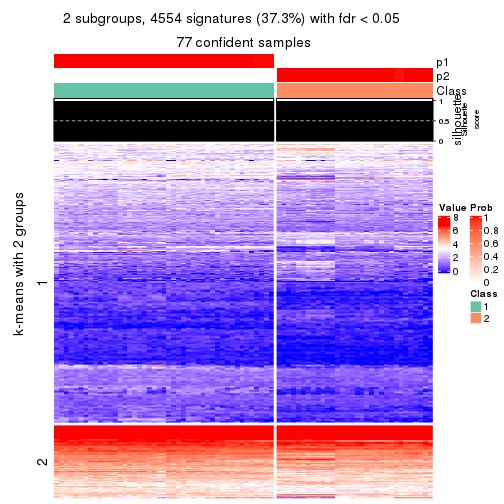 2 subgroups, 4554 signatures (37.3%) with fdr < 0.05
77 confident samples
p1
p2
Class
1
0.5
0
silhouette
Silhouette
score
k-means with 2 groups
1
2
Value
8
6
4
2
0
Prob
1
0.8
0.6
0.4
0.2
0
Class
1
2